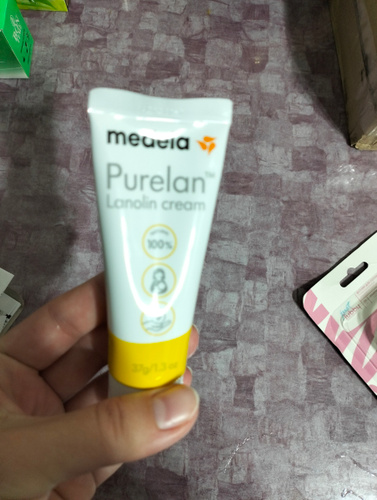 medela
Purelan™
Lanolin cream
100%
37g/1.3 oz